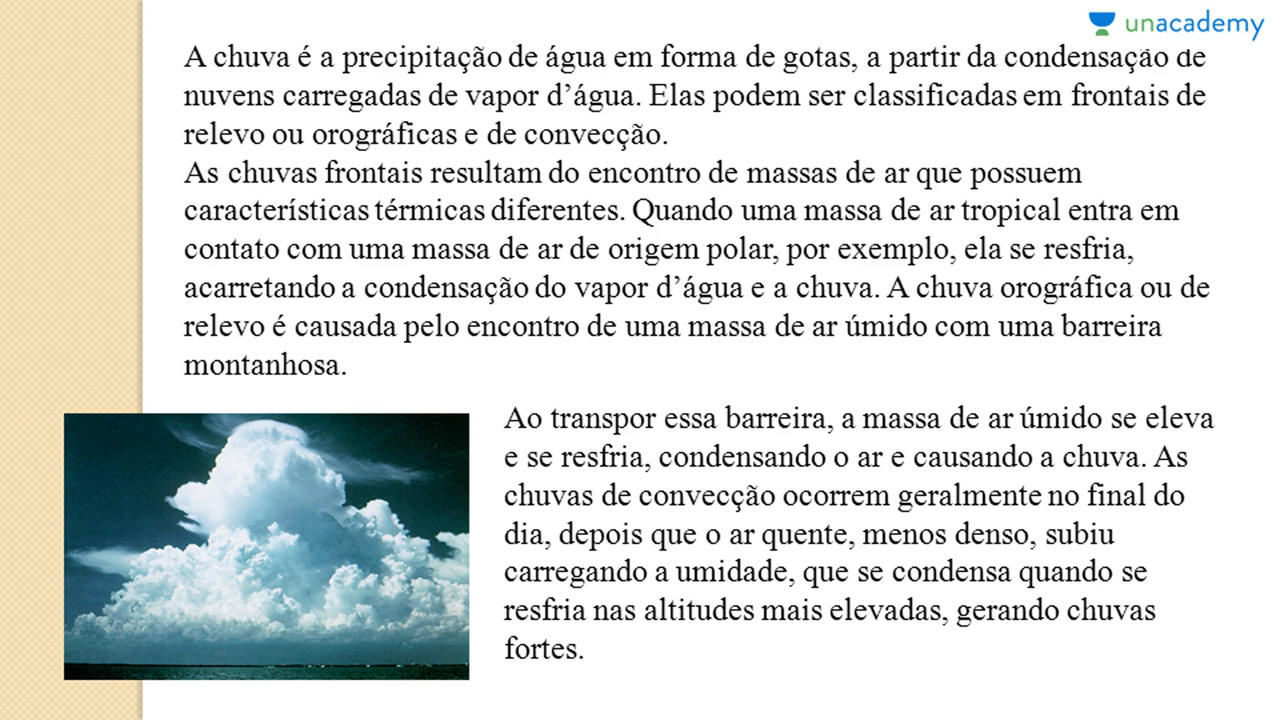 unacademy
A chuva é a precipitação de água em forma de gotas, a partir da condensação de
nuvens carregadas de vapor d’água. Elas podem ser classificadas em frontais de
relevo ou orográficas e de convecção.
As chuvas frontais resultam do encontro de massas de ar que possuem
características térmicas diferentes. Quando uma massa de ar tropical entra em
contato com uma massa de ar de origem polar, por exemplo, ela se resfria,
acarretando a condensação do vapor d’água e a chuva. A chuva orográfica ou de
relevo é causada pelo encontro de uma massa de ar úmido com uma barreira
montanhosa.
Ao transpor essa barreira, a massa de ar úmido se eleva
e se resfria, condensando o ar e causando a chuva. As
chuvas de convecção ocorrem geralmente no final do
dia, depois que o ar quente, menos denso, subiu
carregando a umidade, que se condensa quando se
resfria nas altitudes mais elevadas, gerando chuvas
fortes.